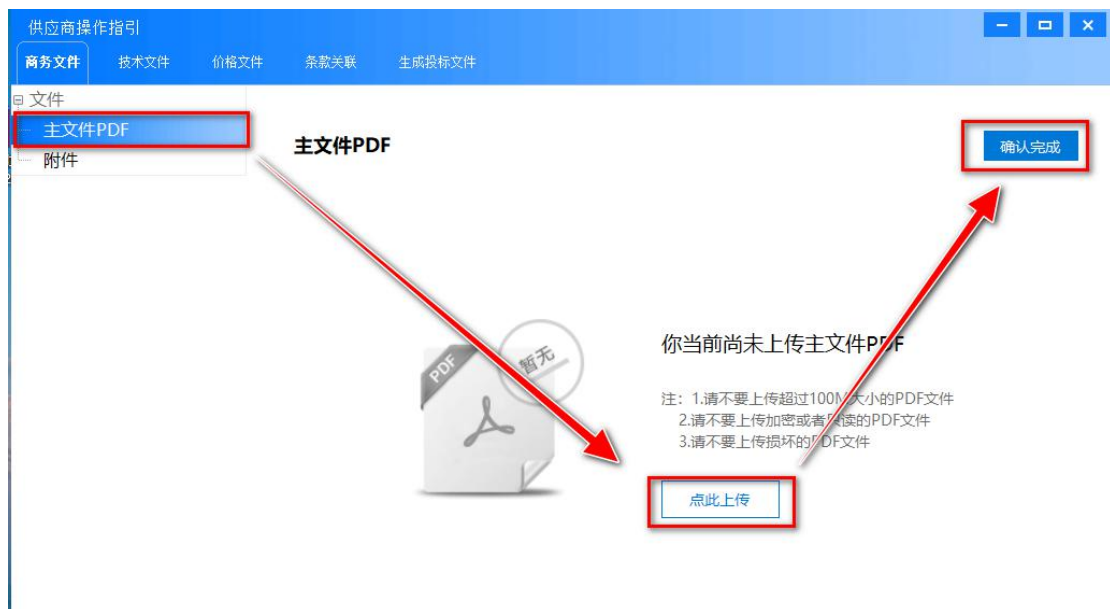 供应商操作指引
商务文件 技术文件 价格文件 条款关联 生成投标文件
文件
主文件PDF
附件
主文件PDF
确认完成
PDF
暂无
你当前尚未上传主文件PDF
注：1.请不要上传超过100M大小的PDF文件
2.请不要上传加密或者只读的PDF文件
3.请不要上传损坏的PDF文件
点此上传